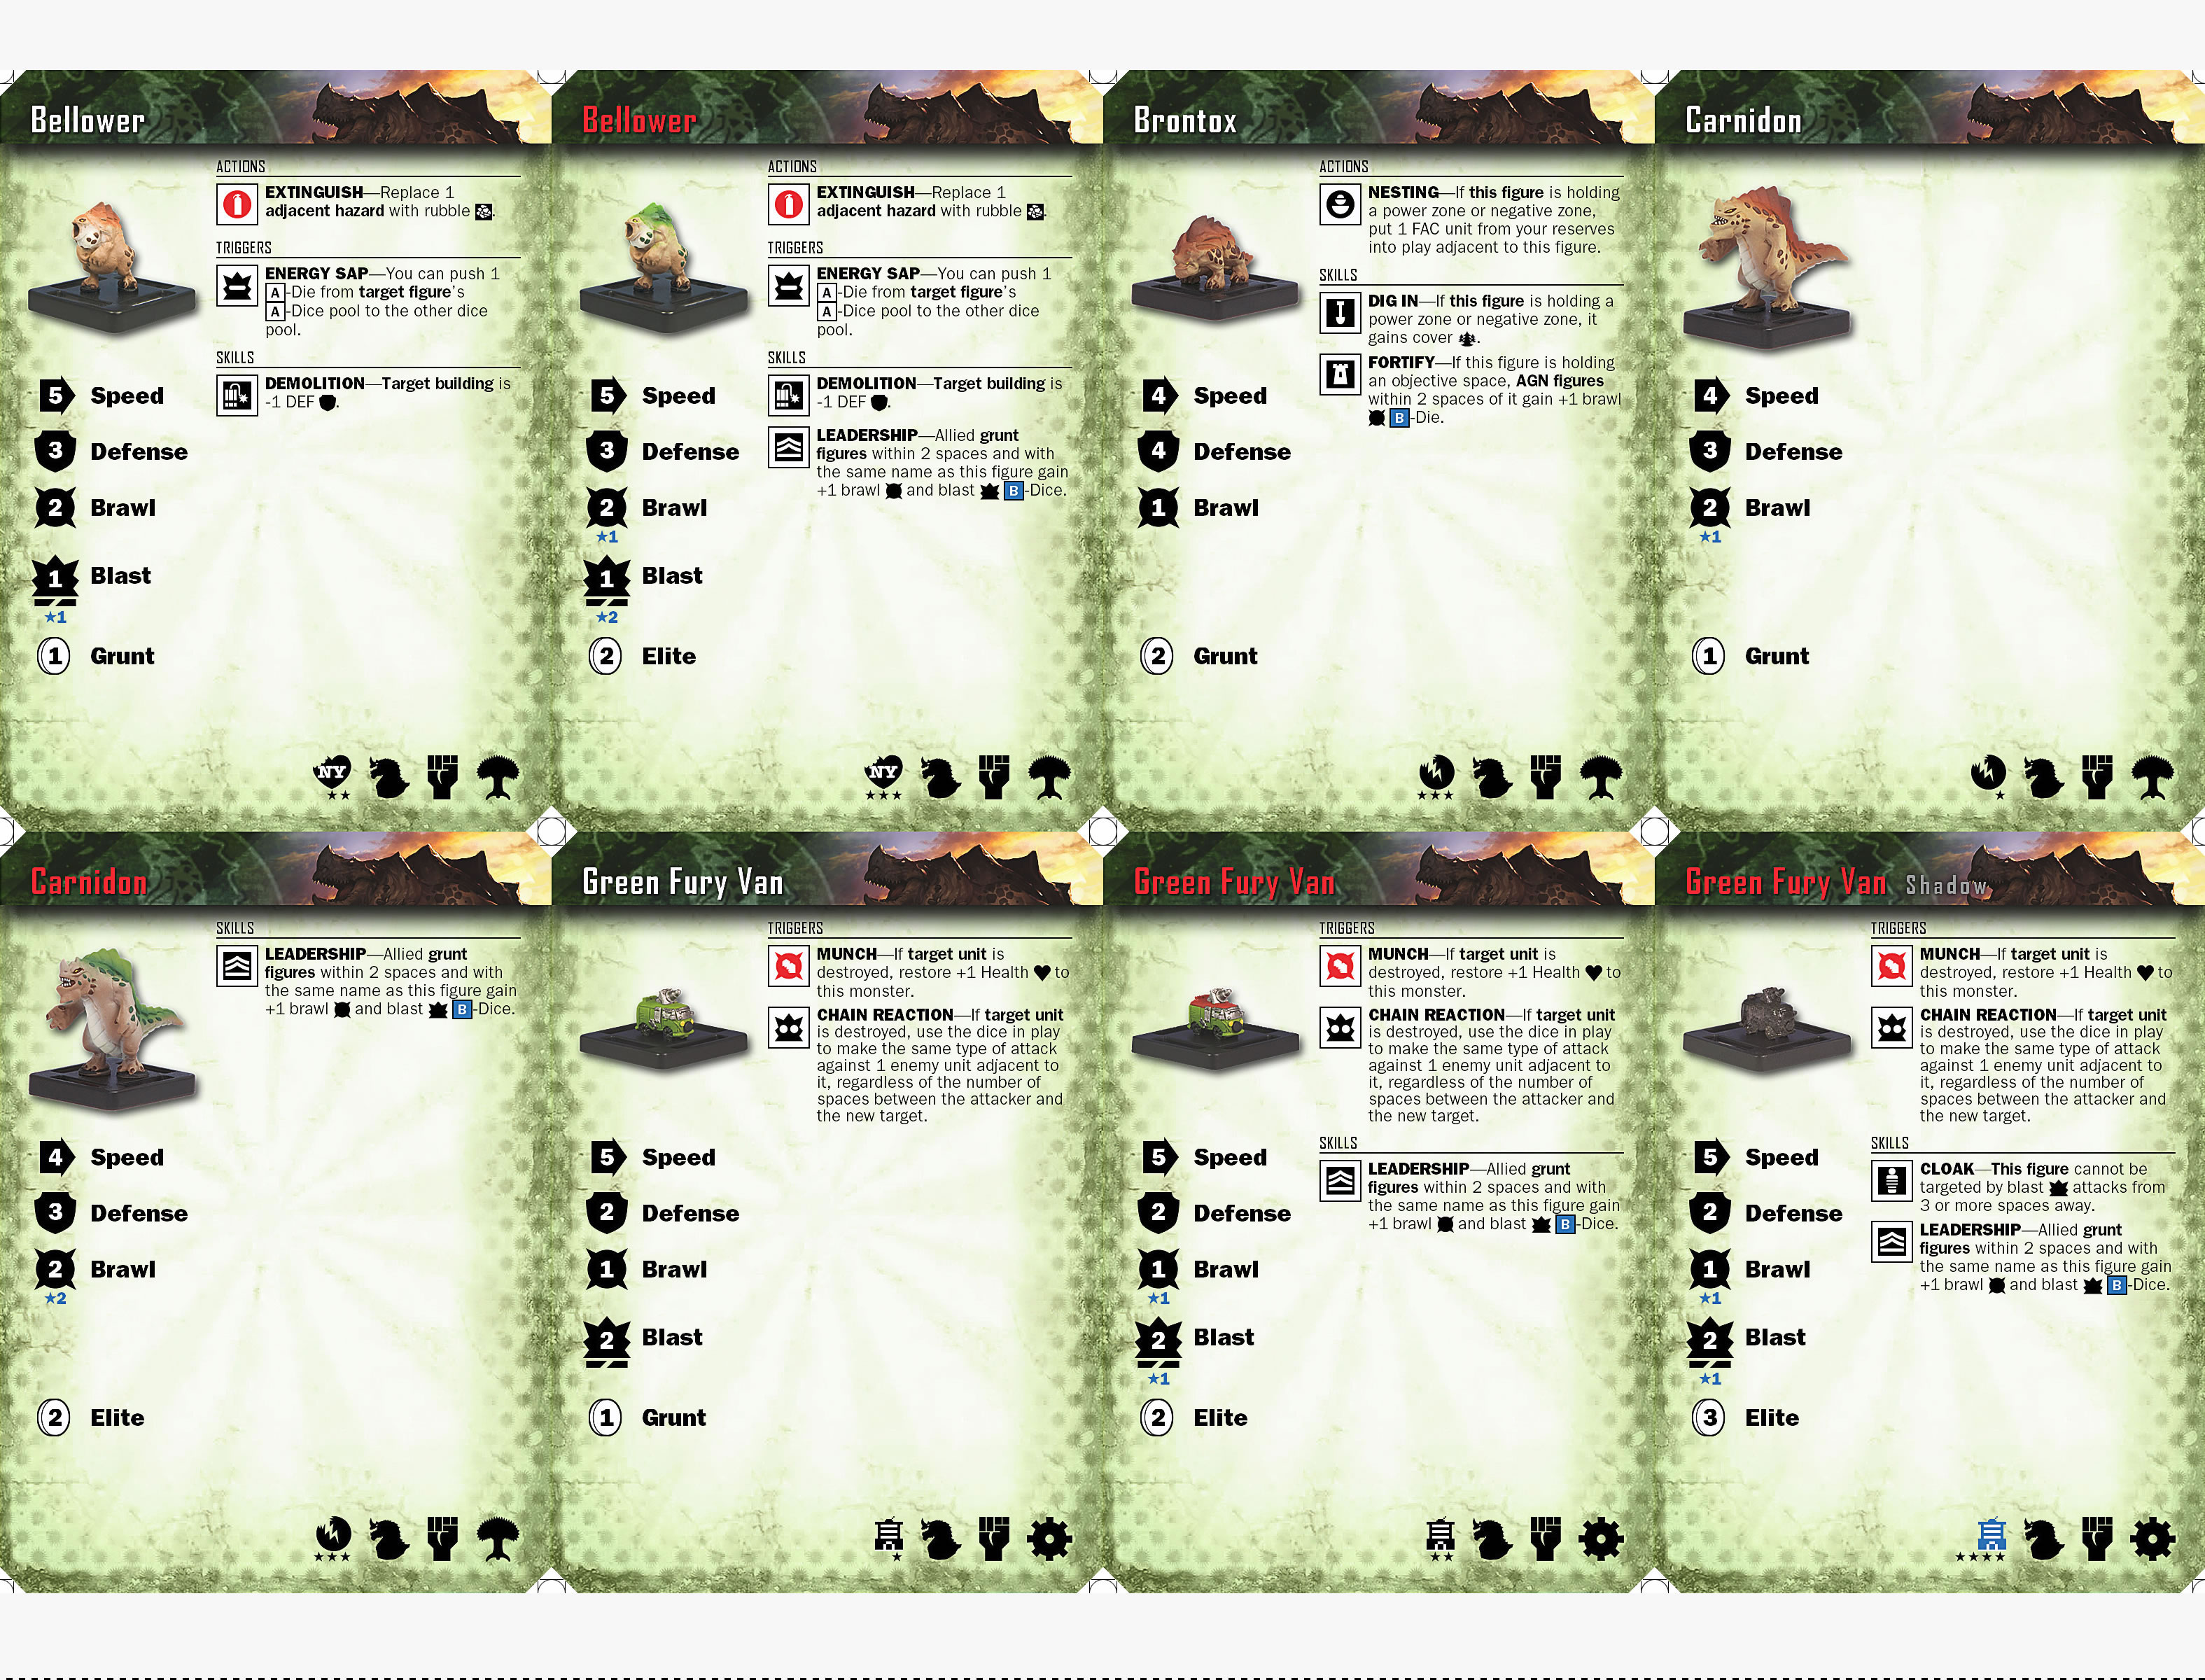 Bellower
ACTIONS
EXTINGUISH—Replace 1
adjacent hazard with rubble.
TRIGGERS
ENERGY SAP—You can push 1
A-Die from target figure's
A-Dice pool to the other dice
pool.
SKILLS
DEMOLITION—Target building is
-1 DEF.
5 Speed
3 Defense
2 Brawl
1 Blast
★1
1 Grunt
NY
★★
Bellower
ACTIONS
EXTINGUISH—Replace 1
adjacent hazard with rubble.
TRIGGERS
ENERGY SAP—You can push 1
A-Die from target figure's
A-Dice pool to the other dice
pool.
SKILLS
DEMOLITION—Target building is
-1 DEF.
LEADERSHIP—Allied grunt
figures within 2 spaces and with
the same name as this figure gain
+1 brawl and blast B-Dice.
5 Speed
3 Defense
2 Brawl
★1
1 Blast
★2
2 Elite
NY
★★★
Brontox
ACTIONS
NESTING—If this figure is holding
a power zone or negative zone,
put 1 FAC unit from your reserves
into play adjacent to this figure.
SKILLS
DIG IN—If this figure is holding a
power zone or negative zone, it
gains cover.
FORTIFY—If this figure is holding
an objective space, AGN figures
within 2 spaces of it gain +1 brawl
B-Die.
4 Speed
4 Defense
1 Brawl
2 Grunt
★★★
Carnidon
4 Speed
3 Defense
2 Brawl
★1
1 Grunt
★
Carnidon
SKILLS
LEADERSHIP—Allied grunt
figures within 2 spaces and with
the same name as this figure gain
+1 brawl and blast B-Dice.
4 Speed
3 Defense
2 Brawl
★2
2 Elite
★★★
Green Fury Van
TRIGGERS
MUNCH—If target unit is
destroyed, restore +1 Health ♥ to
this monster.
CHAIN REACTION—If target unit
is destroyed, use the dice in play
to make the same type of attack
against 1 enemy unit adjacent to
it, regardless of the number of
spaces between the attacker and
the new target.
5 Speed
2 Defense
1 Brawl
2 Blast
1 Grunt
★
Green Fury Van
TRIGGERS
MUNCH—If target unit is
destroyed, restore +1 Health ♥ to
this monster.
CHAIN REACTION—If target unit
is destroyed, use the dice in play
to make the same type of attack
against 1 enemy unit adjacent to
it, regardless of the number of
spaces between the attacker and
the new target.
SKILLS
LEADERSHIP—Allied grunt
figures within 2 spaces and with
the same name as this figure gain
+1 brawl and blast B-Dice.
5 Speed
2 Defense
1 Brawl
★1
2 Blast
★1
2 Elite
★★
Green Fury Van Shadow
TRIGGERS
MUNCH—If target unit is
destroyed, restore +1 Health ♥ to
this monster.
CHAIN REACTION—If target unit
is destroyed, use the dice in play
to make the same type of attack
against 1 enemy unit adjacent to
it, regardless of the number of
spaces between the attacker and
the new target.
SKILLS
CLOAK—This figure cannot be
targeted by blast attacks from
3 or more spaces away.
LEADERSHIP—Allied grunt
figures within 2 spaces and with
the same name as this figure gain
+1 brawl and blast B-Dice.
5 Speed
2 Defense
1 Brawl
★1
2 Blast
★1
3 Elite
★★★★